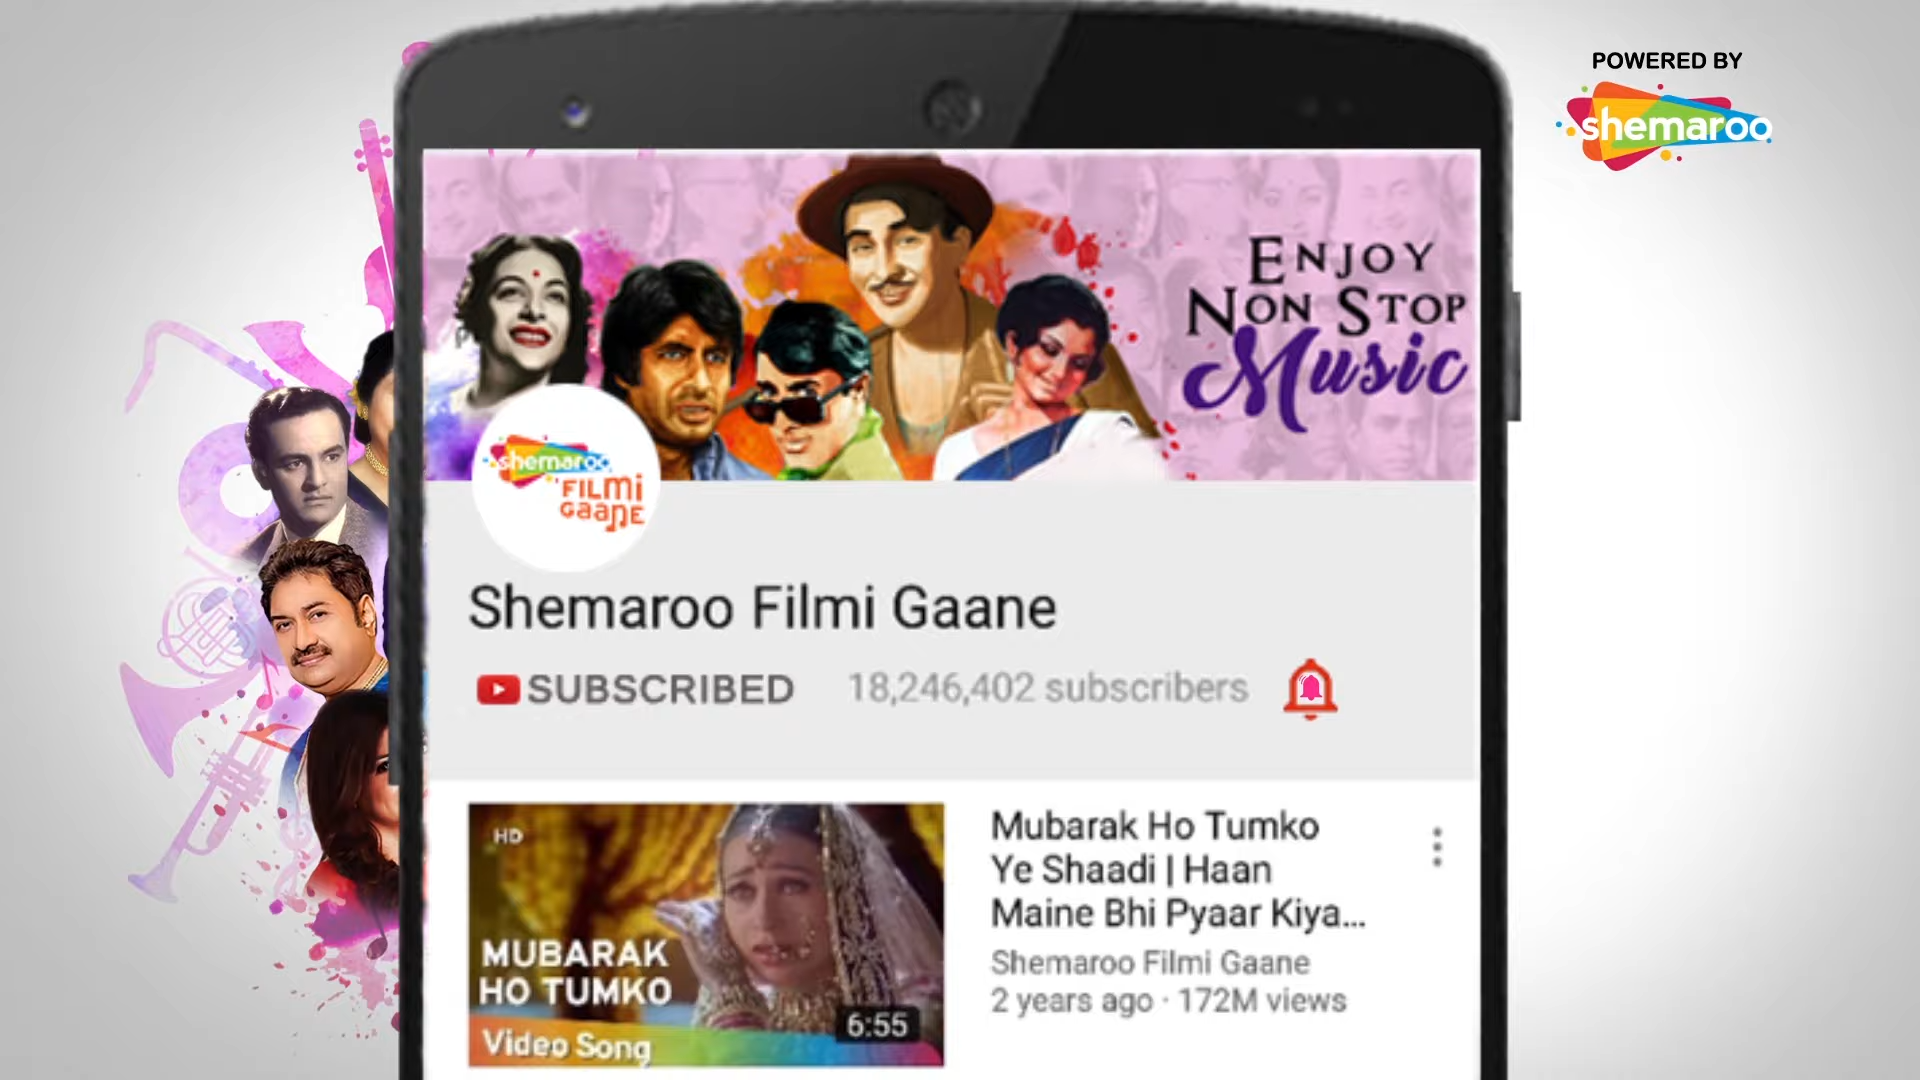 POWERED BY
shemaroo
ENJOY
NON STOP
Music
shemaroo
FILMI
GAANE
Shemaroo Filmi Gaane
SUBSCRIBED 18,246,402 subscribers
HD
MUBARAK
HO TUMKO
6:55
Video Song
Mubarak Ho Tumko
Ye Shaadi | Haan
Maine Bhi Pyaar Kiya...
Shemaroo Filmi Gaane
2 years ago · 172M views